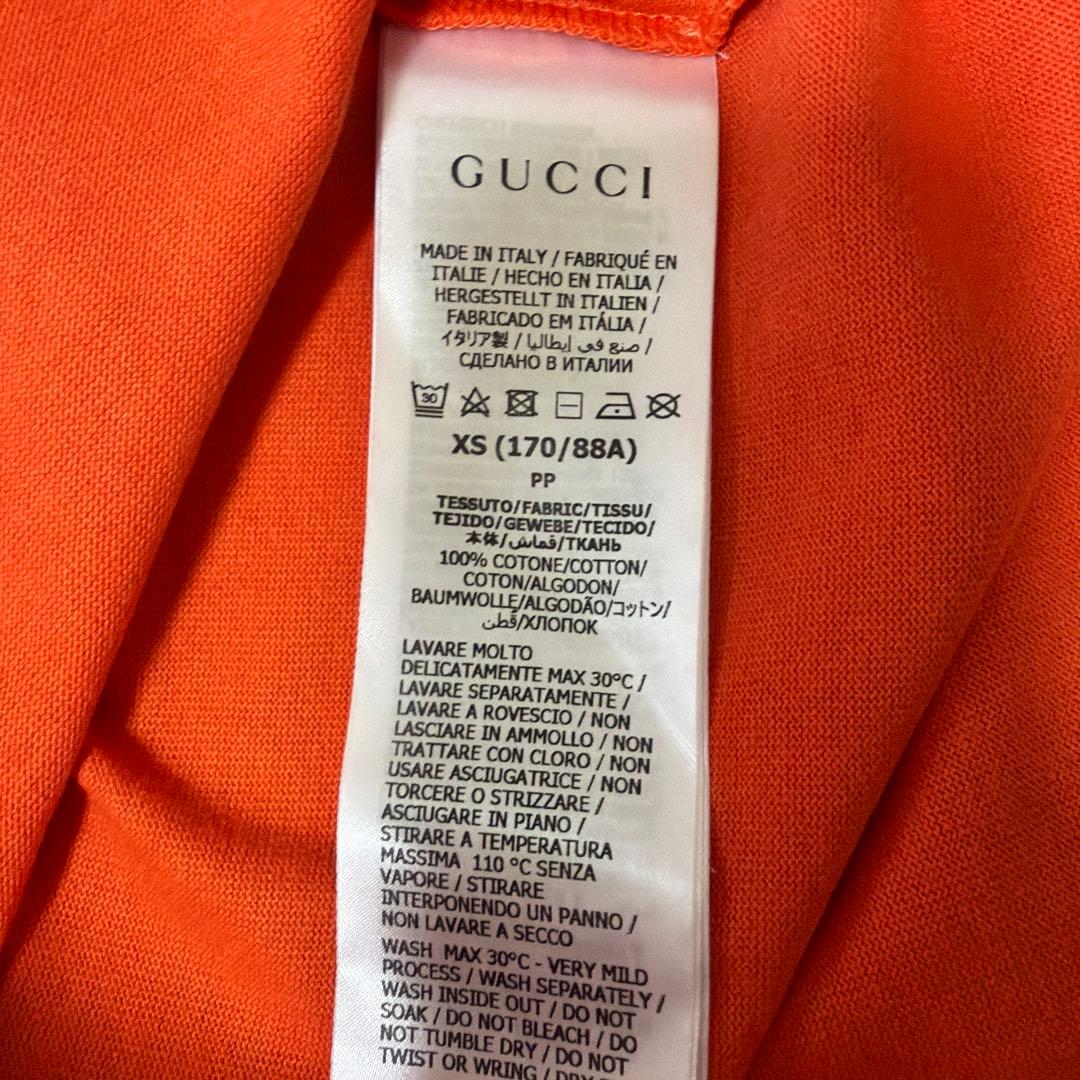 GUCCI
MADE IN ITALY / FABRIQUÉ EN
ITALIE / HECHO EN ITALIA /
HERGESTELLT IN ITALIEN /
FABRICADO EM ITÁLIA /
イタリア製 / صنع في إيطاليا /
СДЕЛАНО В ИТАЛИИ
30
XS (170/88A)
PP
TESSUTO/FABRIC/TISSU/
TEJIDO/GEWEBE/TECIDO/
本体/قماش/ТКАНЬ
100% COTONE/COTTON/
COTON/ALGODON/
BAUMWOLLE/ALGODÃO/コットン/
قطن/ХЛОПОК
LAVARE MOLTO
DELICATAMENTE MAX 30°C /
LAVARE SEPARATAMENTE /
LAVARE A ROVESCIO / NON
LASCIARE IN AMMOLLO / NON
TRATTARE CON CLORO / NON
USARE ASCIUGATRICE / NON
TORCERE O STRIZZARE /
ASCIUGARE IN PIANO /
STIRARE A TEMPERATURA
MASSIMA 110 °C SENZA
VAPORE / STIRARE
INTERPONENDO UN PANNO /
NON LAVARE A SECCO
WASH MAX 30°C - VERY MILD
PROCESS / WASH SEPARATELY /
WASH INSIDE OUT / DO NOT
SOAK / DO NOT BLEACH / DO
NOT TUMBLE DRY / DO NOT
TWIST OR WRING /